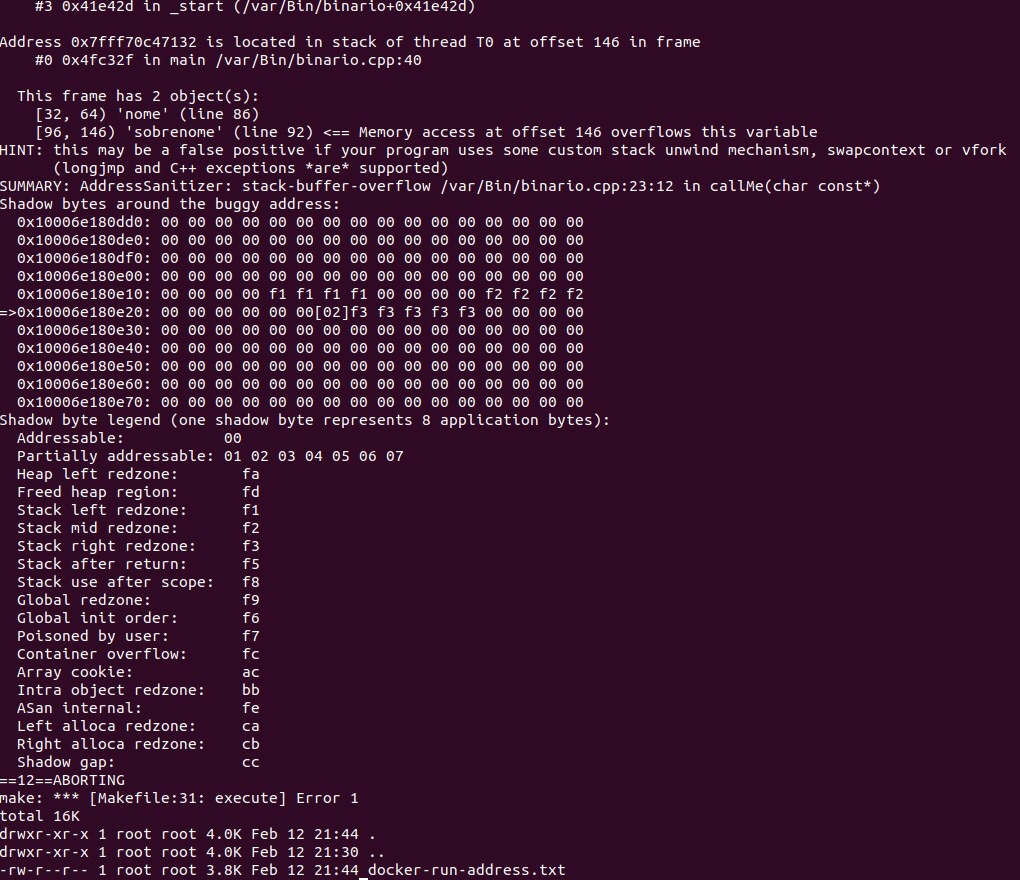 #3 0x41e42d in _start (/var/Bin/binario+0x41e42d)
Address 0x7fff70c47132 is located in stack of thread T0 at offset 146 in frame
#0 0x4fc32f in main /var/Bin/binario.cpp:40
This frame has 2 object(s):
[32, 64) 'nome' (line 86)
[96, 146) 'sobrenome' (line 92) <== Memory access at offset 146 overflows this variable
HINT: this may be a false positive if your program uses some custom stack unwind mechanism, swapcontext or vfork
(longjmp and C++ exceptions *are* supported)
SUMMARY: AddressSanitizer: stack-buffer-overflow /var/Bin/binario.cpp:23:12 in callMe(char const*)
Shadow bytes around the buggy address:
0x10006e180dd0: 00 00 00 00 00 00 00 00 00 00 00 00 00 00 00 00
0x10006e180de0: 00 00 00 00 00 00 00 00 00 00 00 00 00 00 00 00
0x10006e180df0: 00 00 00 00 00 00 00 00 00 00 00 00 00 00 00 00
0x10006e180e00: 00 00 00 00 00 00 00 00 00 00 00 00 00 00 00 00
0x10006e180e10: 00 00 00 00 f1 f1 f1 f1 00 00 00 00 f2 f2 f2 f2
=>0x10006e180e20: 00 00 00 00 00 00[02]f3 f3 f3 f3 f3 00 00 00 00
0x10006e180e30: 00 00 00 00 00 00 00 00 00 00 00 00 00 00 00 00
0x10006e180e40: 00 00 00 00 00 00 00 00 00 00 00 00 00 00 00 00
0x10006e180e50: 00 00 00 00 00 00 00 00 00 00 00 00 00 00 00 00
0x10006e180e60: 00 00 00 00 00 00 00 00 00 00 00 00 00 00 00 00
0x10006e180e70: 00 00 00 00 00 00 00 00 00 00 00 00 00 00 00 00
Shadow byte legend (one shadow byte represents 8 application bytes):
Addressable: 00
Partially addressable: 01 02 03 04 05 06 07
Heap left redzone: fa
Freed heap region: fd
Stack left redzone: f1
Stack mid redzone: f2
Stack right redzone: f3
Stack after return: f5
Stack use after scope: f8
Global redzone: f9
Global init order: f6
Poisoned by user: f7
Container overflow: fc
Array cookie: ac
Intra object redzone: bb
ASan internal: fe
Left alloca redzone: ca
Right alloca redzone: cb
Shadow gap: cc
==12==ABORTING
make: *** [Makefile:31: execute] Error 1
total 16K
drwxr-xr-x 1 root root 4.0K Feb 12 21:44 .
drwxr-xr-x 1 root root 4.0K Feb 12 21:30 ..
-rw-r--r-- 1 root root 3.8K Feb 12 21:44 docker-run-address.txt